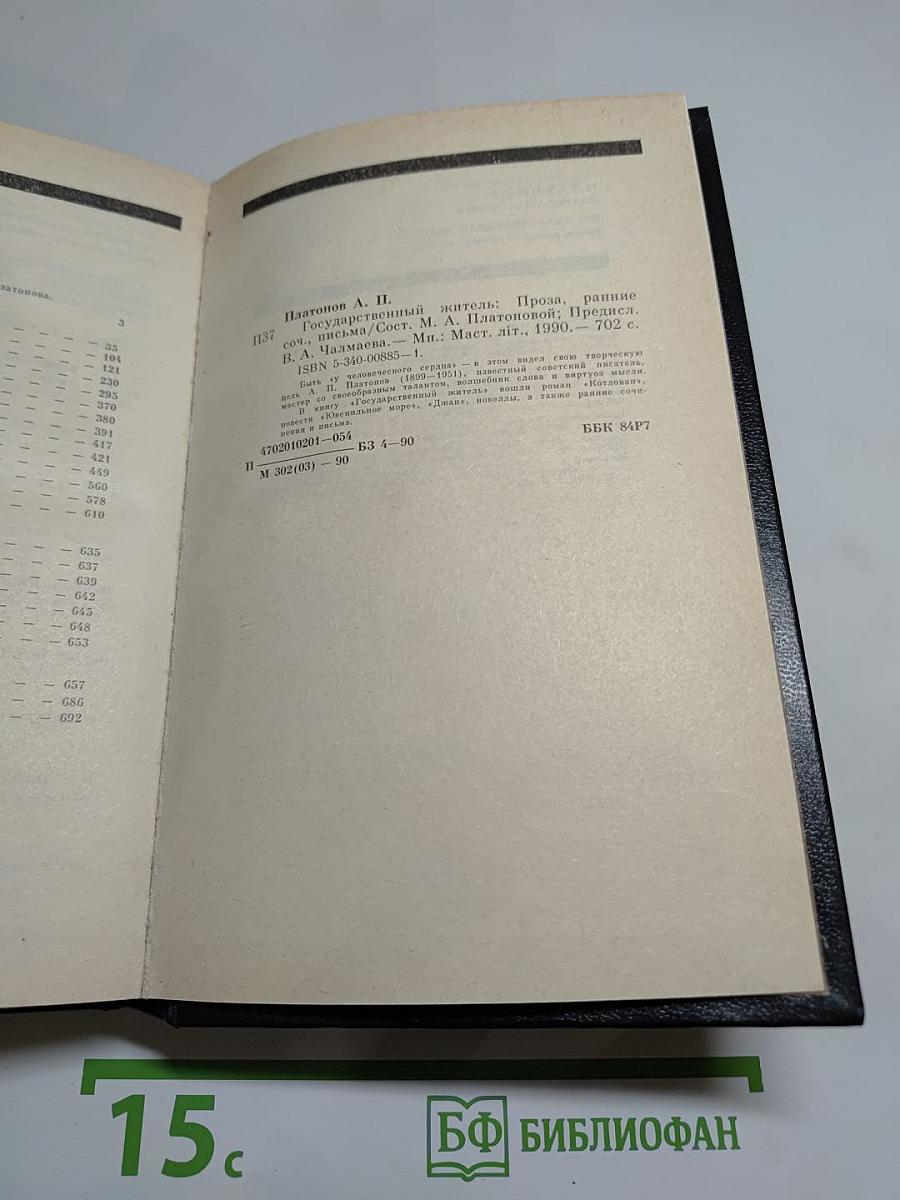 латонова.
— — — 3
— — — 35
— — — 104
— — — 121
— — — 230
— — — 295
— — — 370
— — — 380
— — — 391
— — — 417
— — — 421
— — — 449
— — — 560
— — — 578
— — — 610
— — — 635
— — — 637
— — — 639
— — — 642
— — — 645
— — — 648
— — — 653
— — 657
— — 686
— — 692
Платонов А. П.
П37 Государственный житель: Проза, ранние
соч., письма/Сост. М. А. Платоновой; Предисл.
В. А. Чалмаева.— Мн.: Маст. літ., 1990.— 702 с.
ISBN 5-340-00885—1.
Быть «у человеческого сердца» — в этом видел свою творческую
цель А. П. Платонов (1899—1951), известный советский писатель,
мастер со своеобразным талантом, волшебник слова и виртуоз мысли.
В книгу «Государственный житель» вошли роман «Котлован»,
повести «Ювенильное море», «Джан», новеллы, а также ранние сочи-
нения и письма.
П 4702010201—054
М 302(03) — 90
БЗ 4—90
ББК 84Р7
15 с
БФ БИБЛИОФАН